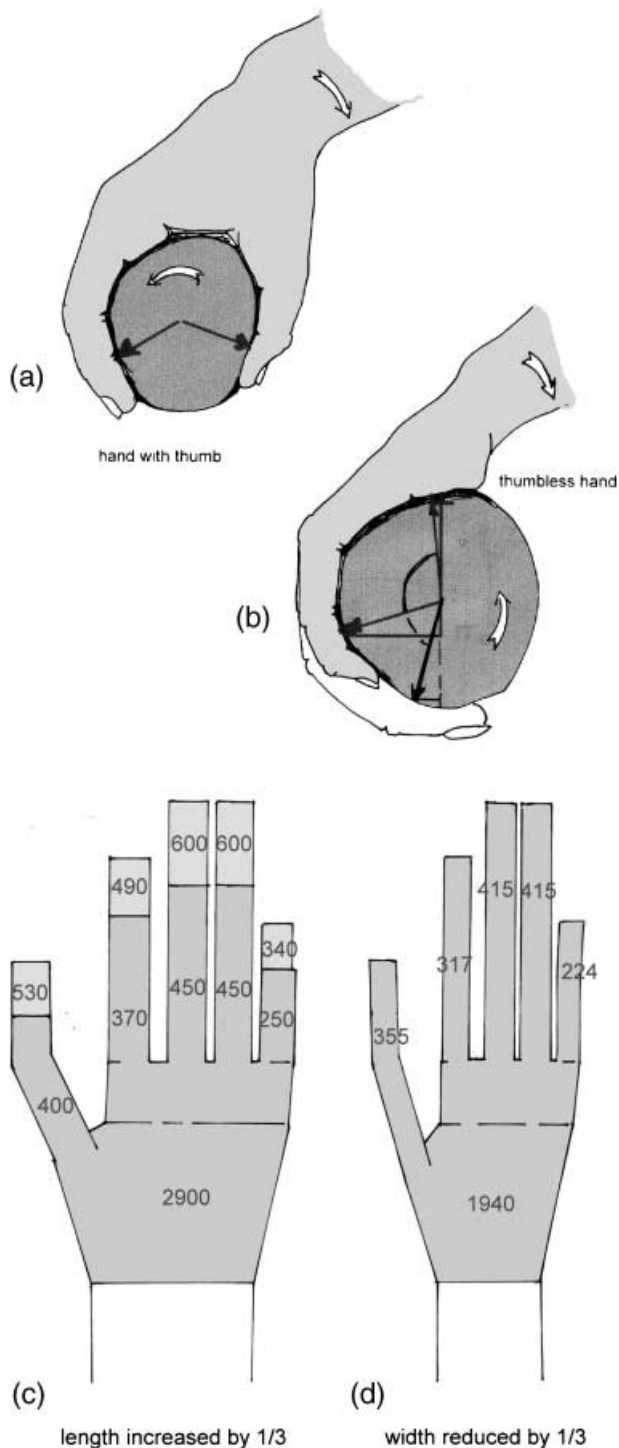 (a)
hand with thumb
thumbless hand
(b)
600 600
490
340
530
370 450 450 250
400
2900
(c)
length increased by 1/3
415 415
317
224
355
1940
(d)
width reduced by 1/3